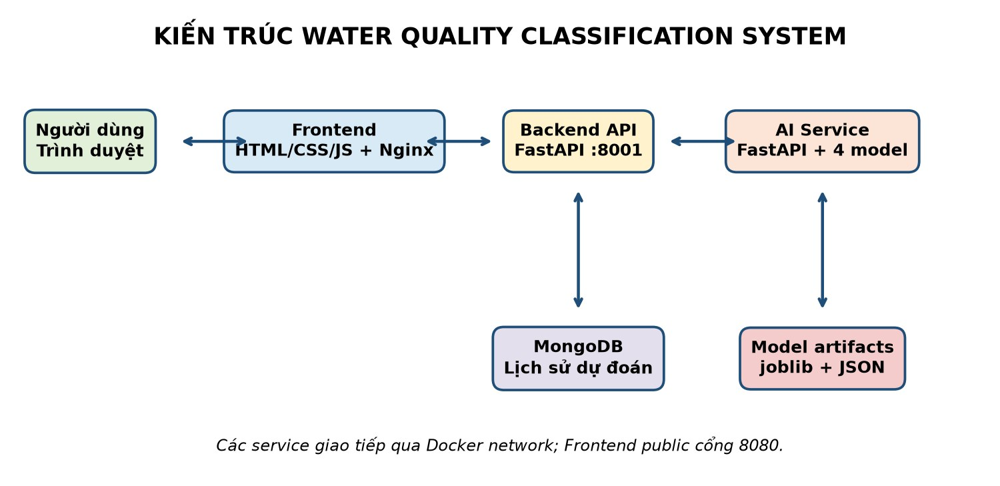 KIẾN TRÚC WATER QUALITY CLASSIFICATION SYSTEM
Người dùng
Trình duyệt
Frontend
HTML/CSS/JS + Nginx
Backend API
FastAPI :8001
AI Service
FastAPI + 4 model
MongoDB
Lịch sử dự đoán
Model artifacts
joblib + JSON
Các service giao tiếp qua Docker network; Frontend public cổng 8080.